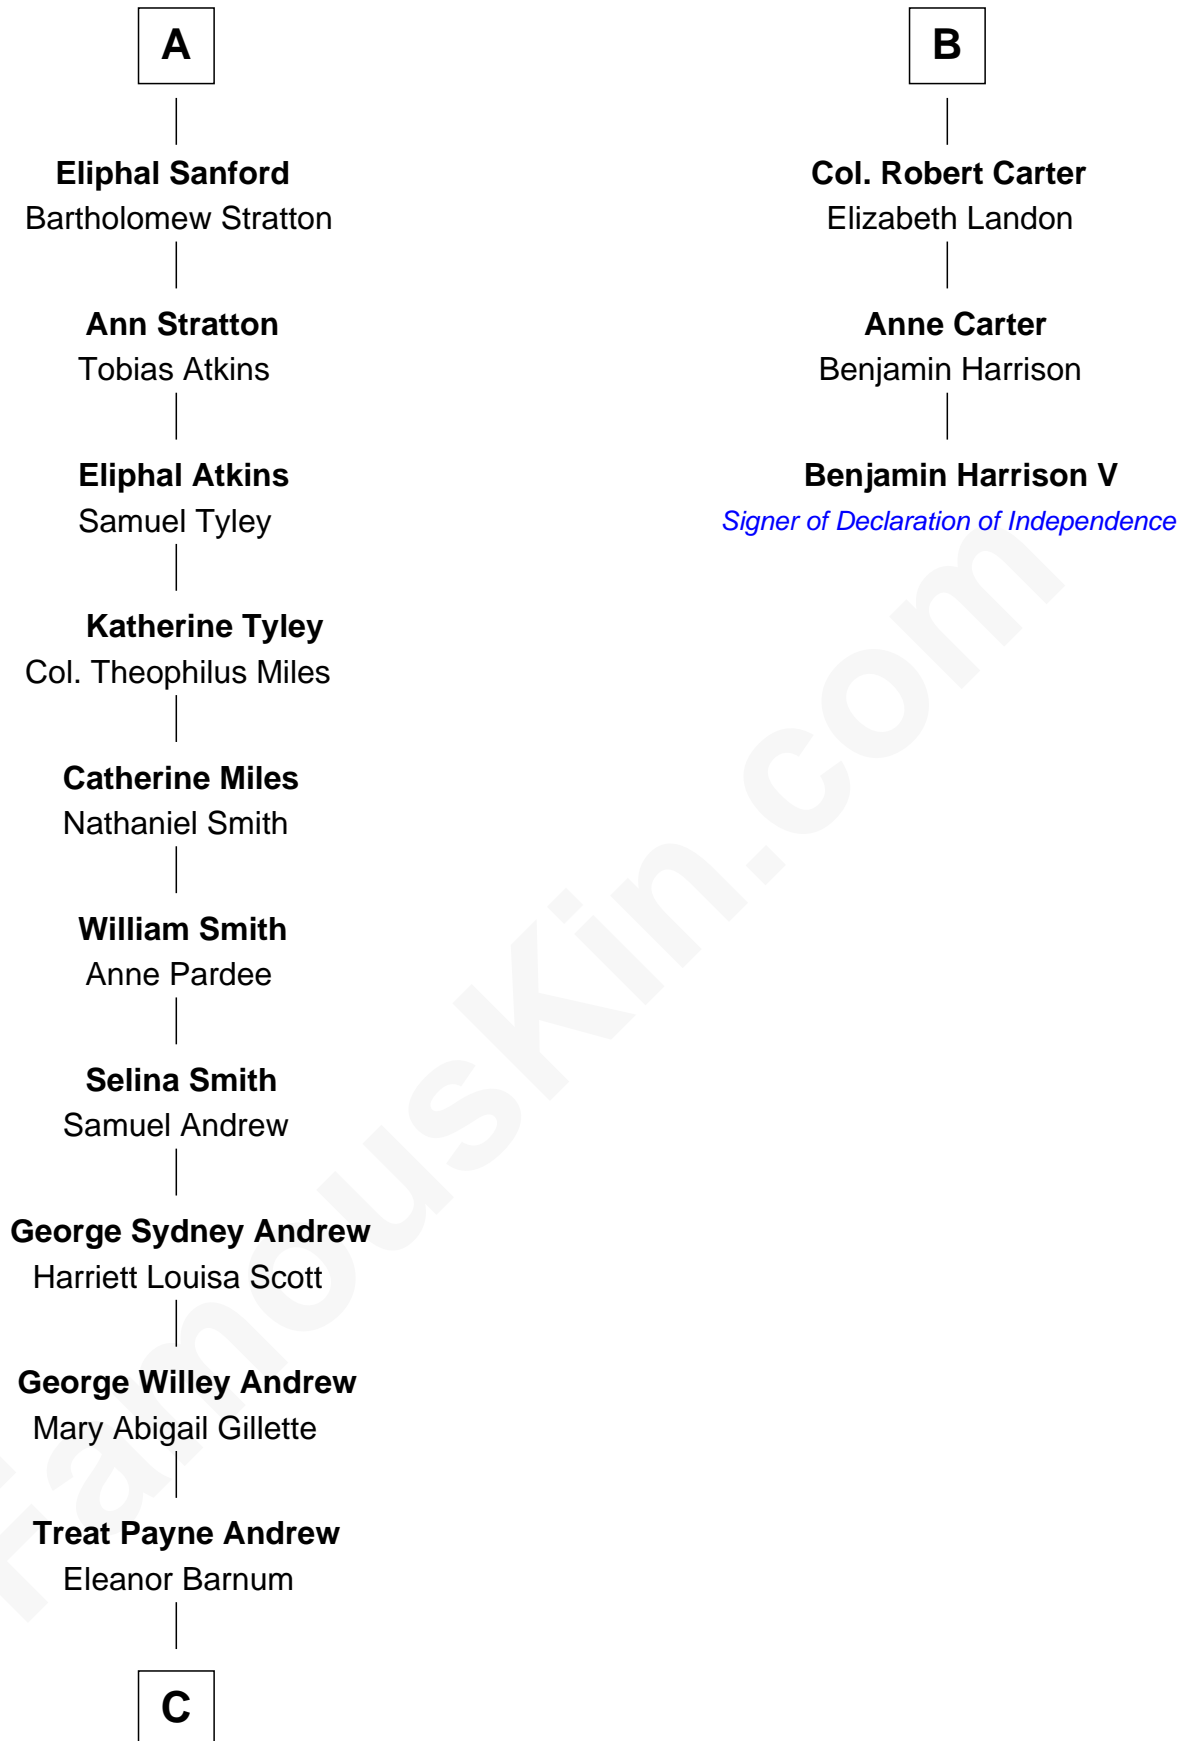 A
Eliphal Sanford
Bartholomew Stratton
Ann Stratton
Tobias Atkins
Eliphal Atkins
Samuel Tyley
Katherine Tyley
Col. Theophilus Miles
Catherine Miles
Nathaniel Smith
William Smith
Anne Pardee
Selina Smith
Samuel Andrew
George Sydney Andrew
Harriett Louisa Scott
George Willey Andrew
Mary Abigail Gillette
Treat Payne Andrew
Eleanor Barnum
C
B
Col. Robert Carter
Elizabeth Landon
Anne Carter
Benjamin Harrison
Benjamin Harrison V
Signer of Declaration of Independence
FamousKin.com